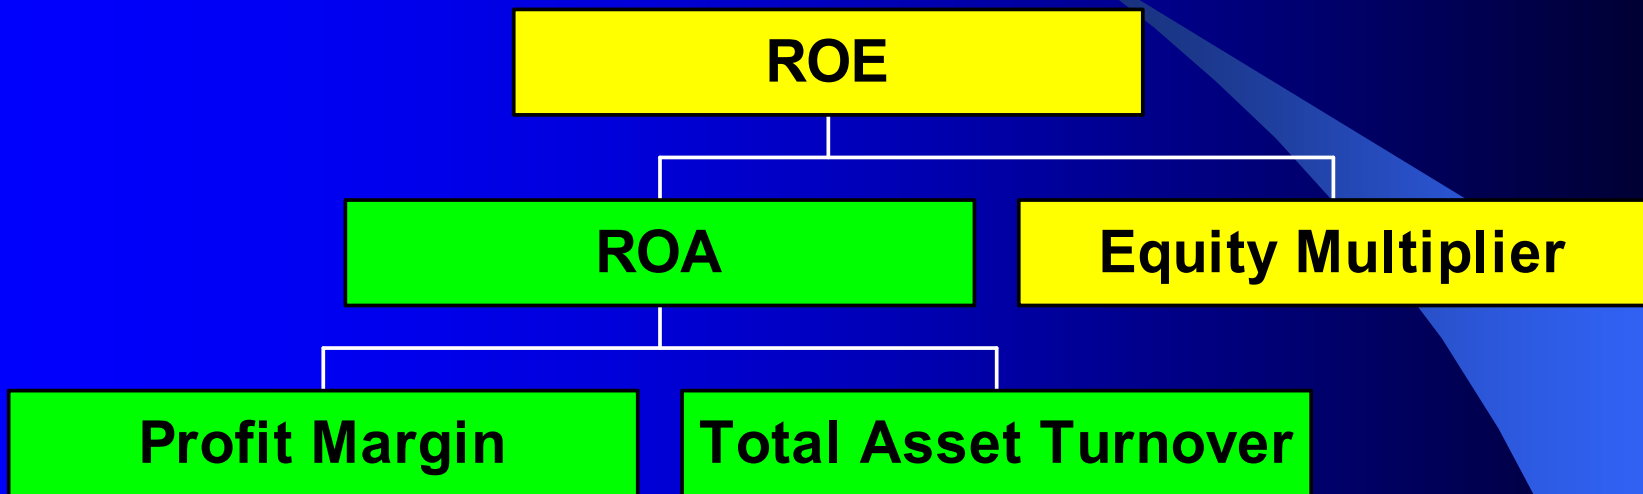 ROE
ROA
Equity Multiplier
Profit Margin
Total Asset Turnover